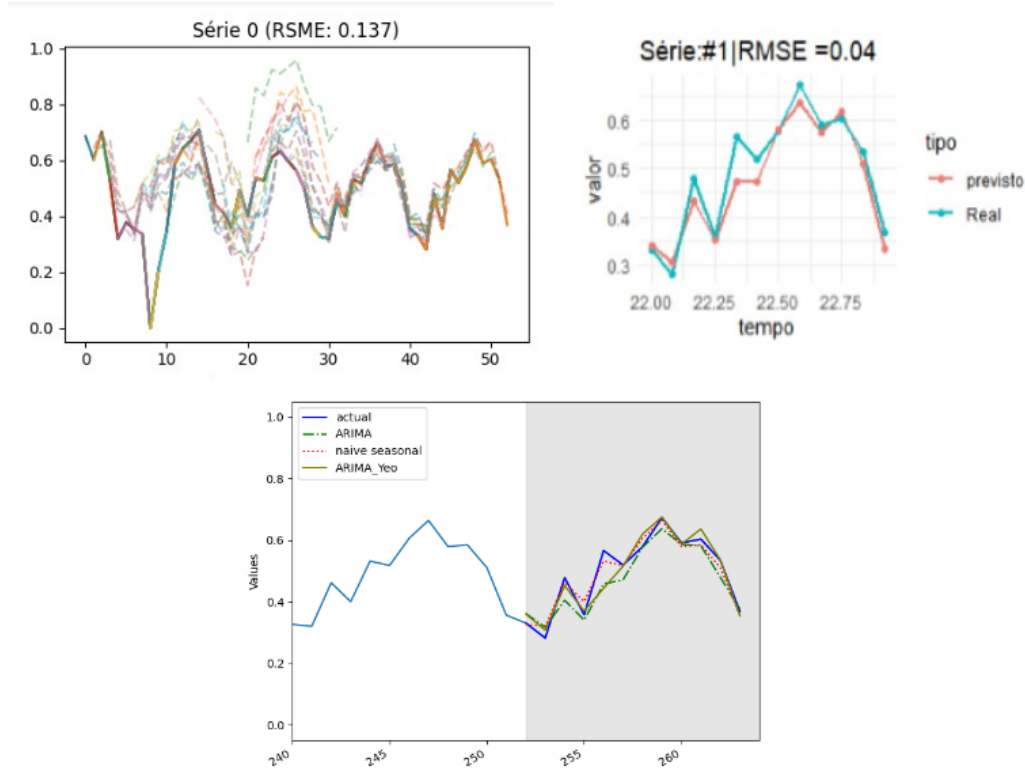 Série 0 (RSME: 0.137)
1.0
0.8
0.6
0.4
0.2
0.0
0 10 20 30 40 50
Série:#1|RMSE =0.04
valor
0.6
0.5
0.4
0.3
22.00 22.25 22.50 22.75
tempo
tipo
previsto
Real
actual
ARIMA
naive seasonal
ARIMA_Yeo
Values
1.0
0.8
0.6
0.4
0.2
0.0
240 245 250 255 260